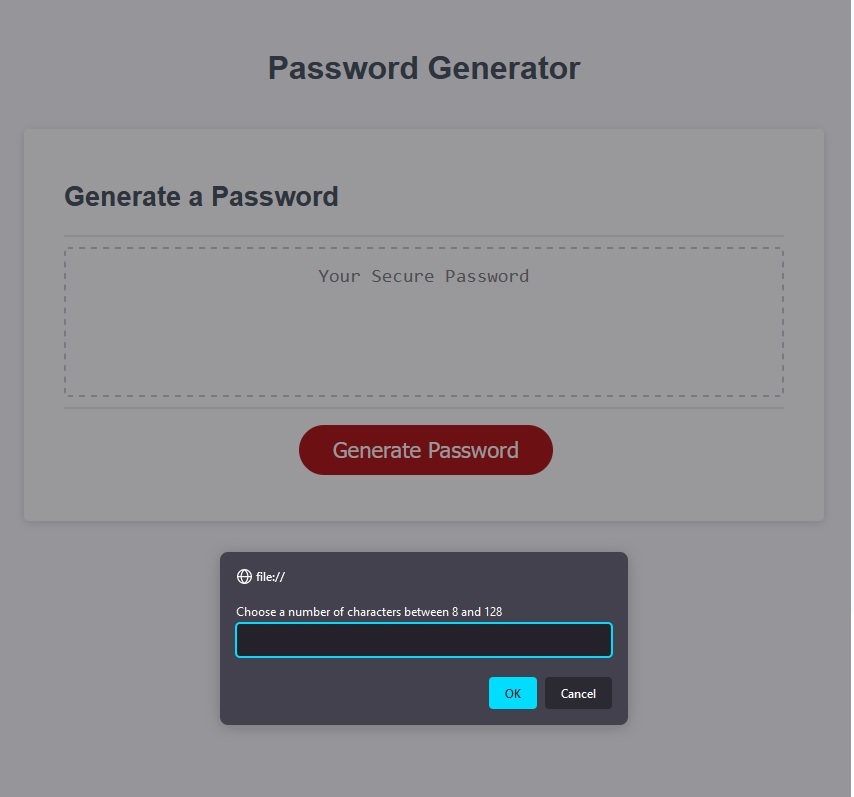 Password Generator
Generate a Password
Your Secure Password
Generate Password
file://
Choose a number of characters between 8 and 128
OK
Cancel